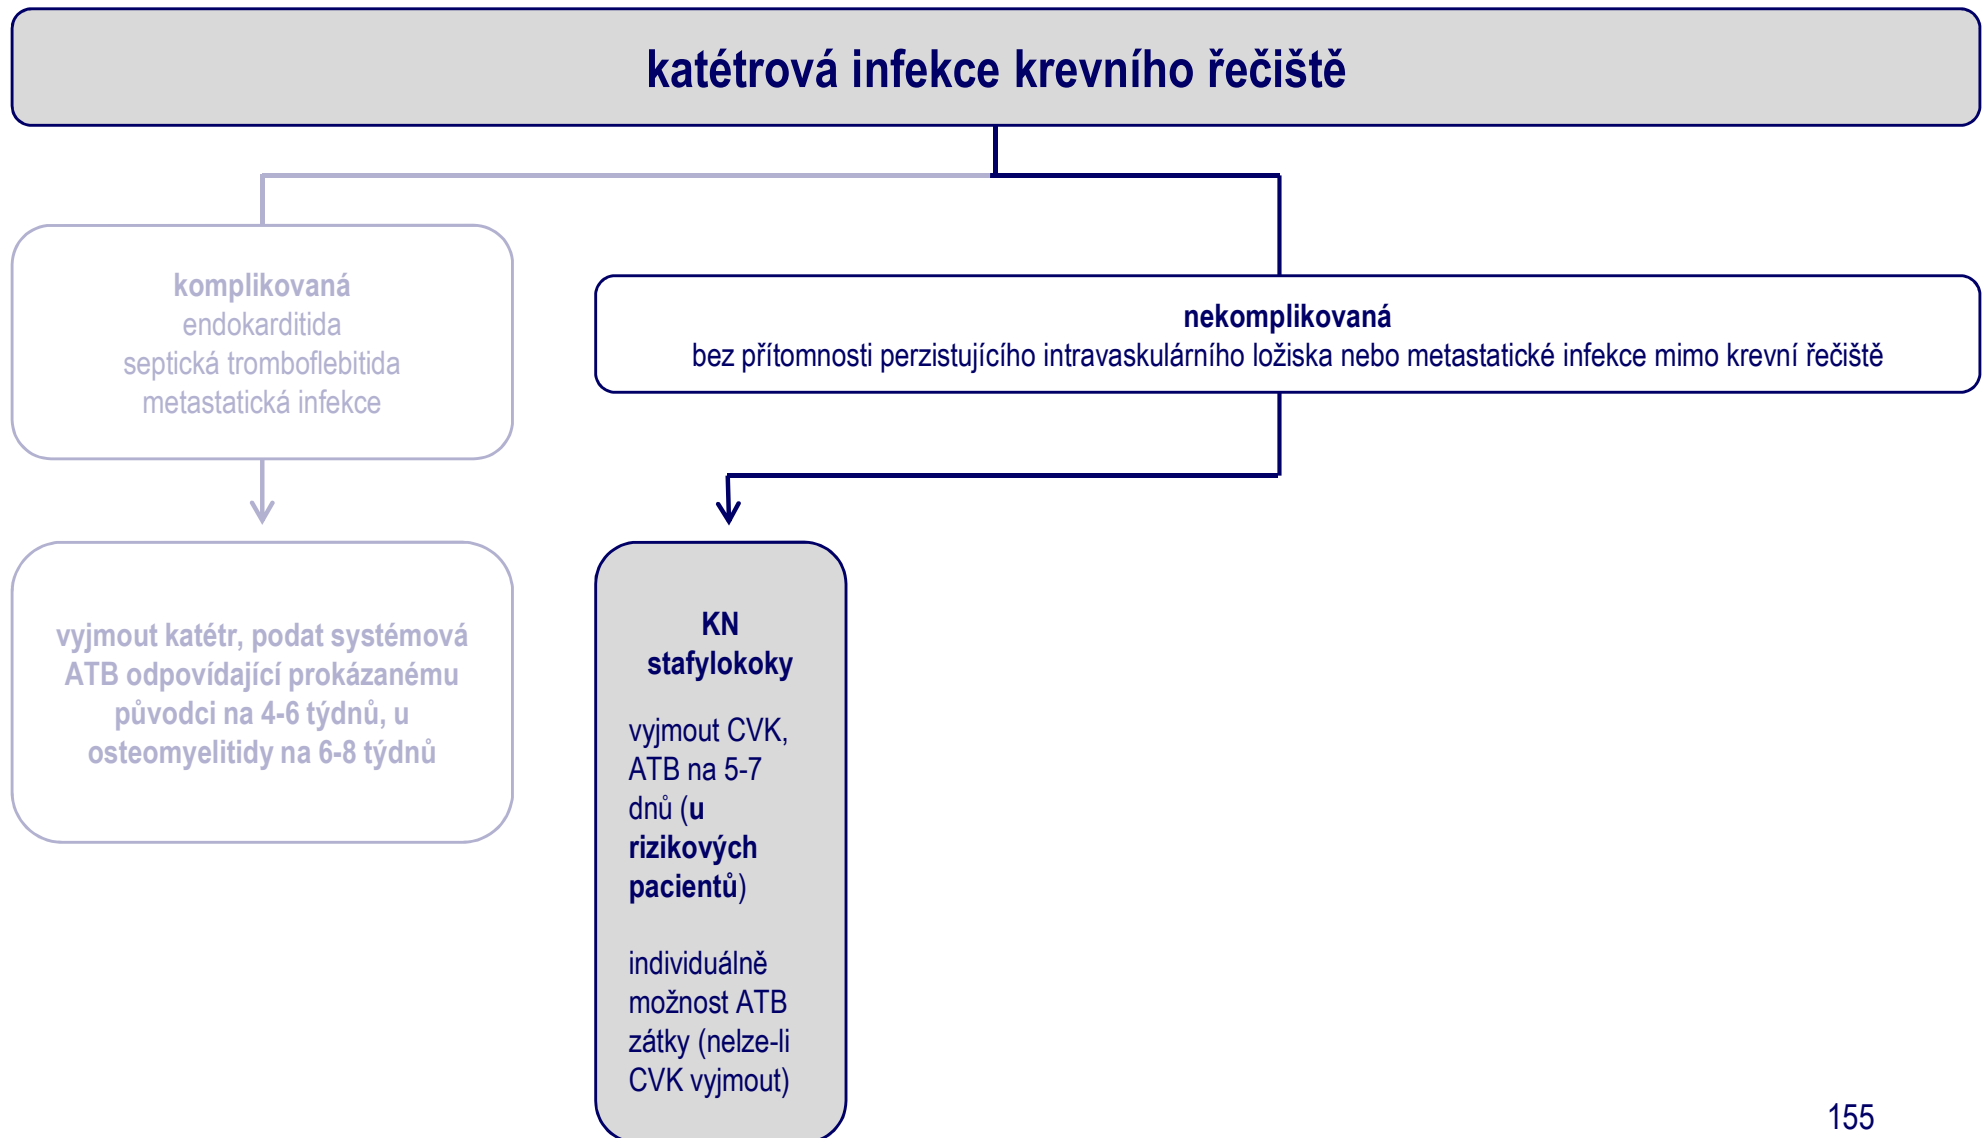 katétrová infekce krevního řečiště
komplikovaná
endokarditida
septická tromboflebitida
metastatická infekce
nekomplikovaná
bez přítomnosti perzistujícího intravaskulárního ložiska nebo metastatické infekce mimo krevní řečiště
vyjmout katétr, podat systémová
ATB odpovídající prokázanému
původci na 4-6 týdnů, u
osteomyelitidy na 6-8 týdnů
KN
stafylokoky
vyjmout CVK,
ATB na 5-7
dnů (u
rizikových
pacientů)
individuálně
možnost ATB
zátky (nelze-li
CVK vyjmout)
155